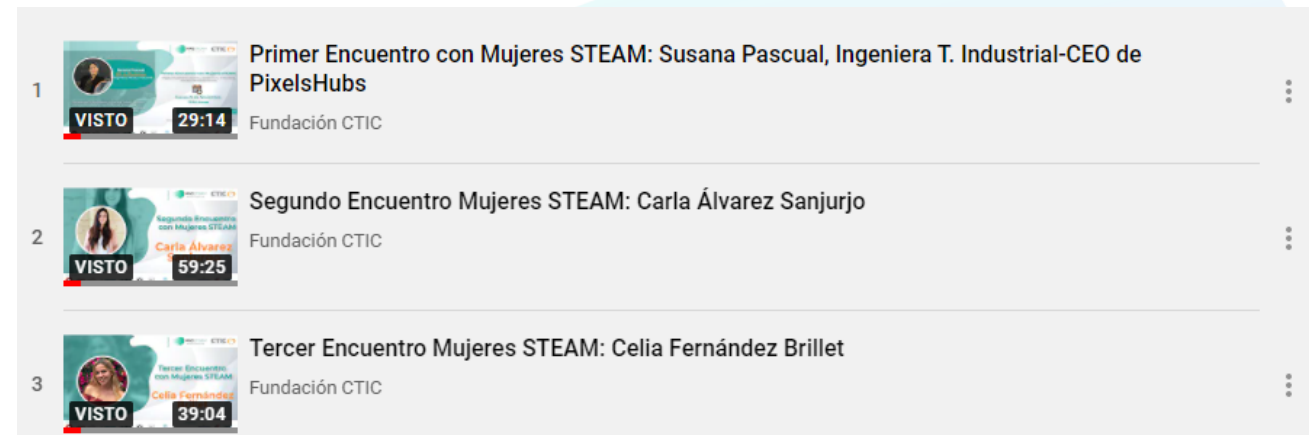 1
Primer Encuentro con Mujeres STEAM: Susana Pascual, Ingeniera T. Industrial-CEO de
PixelsHubs
Fundación CTIC
CTIC
VISTO
29:14
2
Segundo Encuentro Mujeres STEAM: Carla Álvarez Sanjurjo
Fundación CTIC
CTIC
Segundo Encuentro
con Mujeres STEAM
Carla Álvarez
VISTO
59:25
3
Tercer Encuentro Mujeres STEAM: Celia Fernández Brillet
Fundación CTIC
CTIC
Tercer Encuentro
con Mujeres STEAM
Celia Fernández
VISTO
39:04